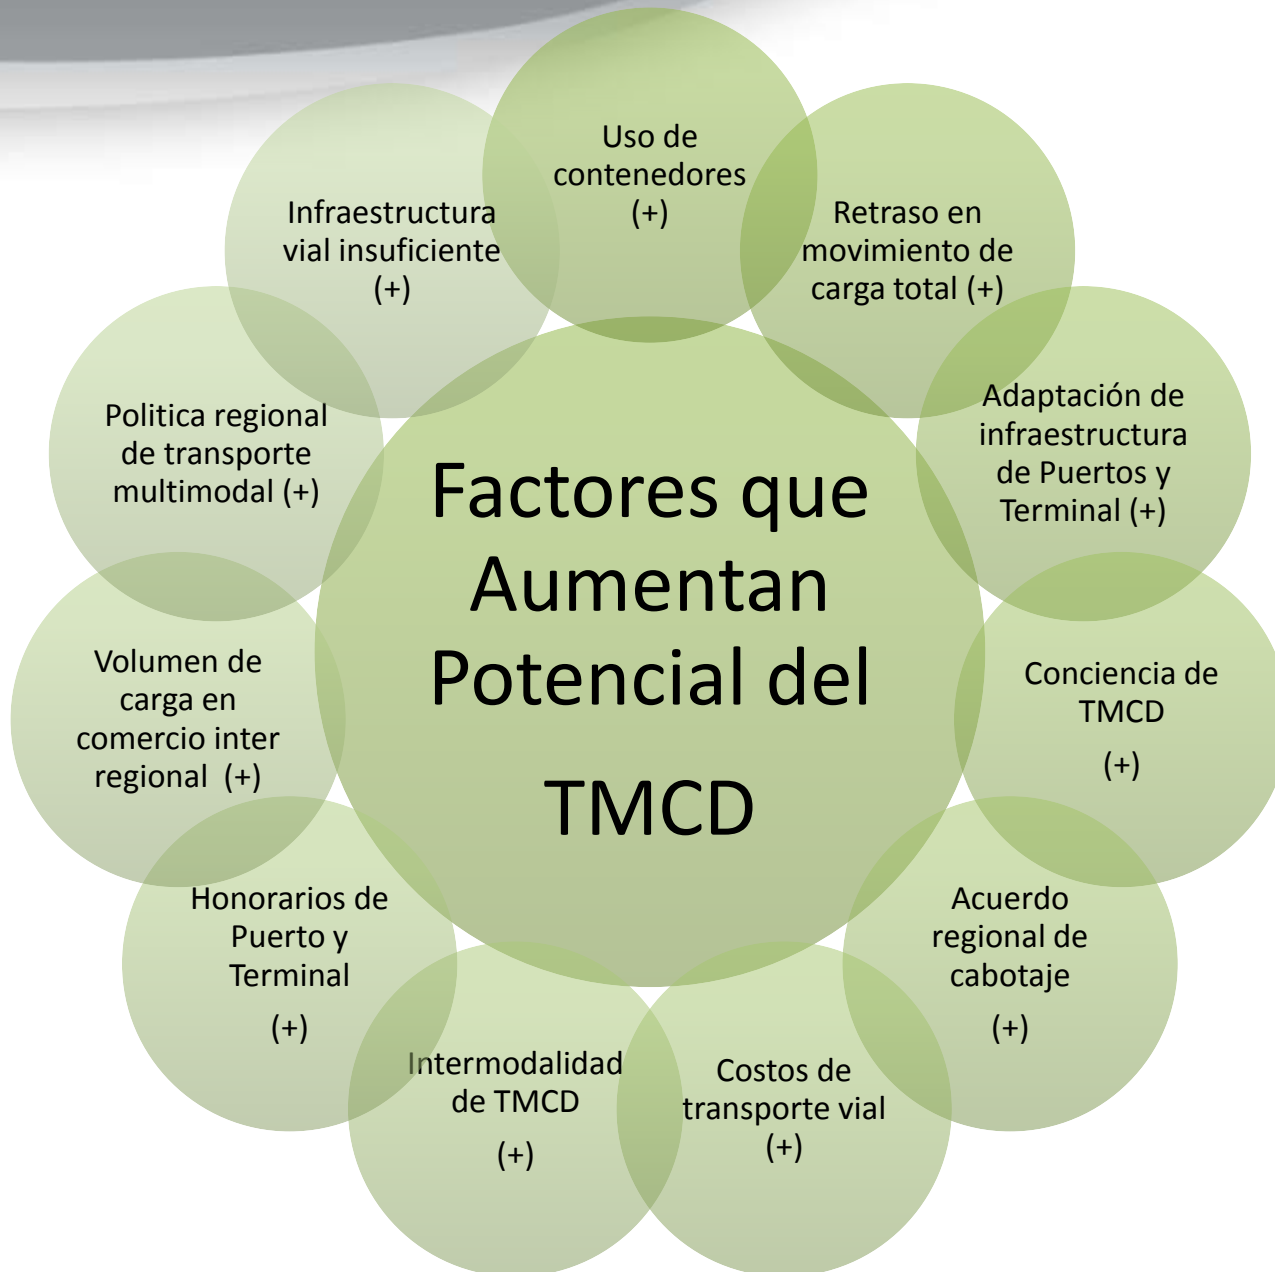 Uso de
contenedores
(+)
Retraso en
movimiento de
carga total (+)
Adaptación de
infraestructura
de Puertos y
Terminal (+)
Conciencia de
TMCD
(+)
Acuerdo
regional de
cabotaje
(+)
Costos de
transporte vial
(+)
Intermodalidad
de TMCD
(+)
Honorarios de
Puerto y
Terminal
(+)
Volumen de
carga en
comercio inter
regional (+)
Politica regional
de transporte
multimodal (+)
Infraestructura
vial insuficiente
(+)
Factores que
Aumentan
Potencial del
TMCD